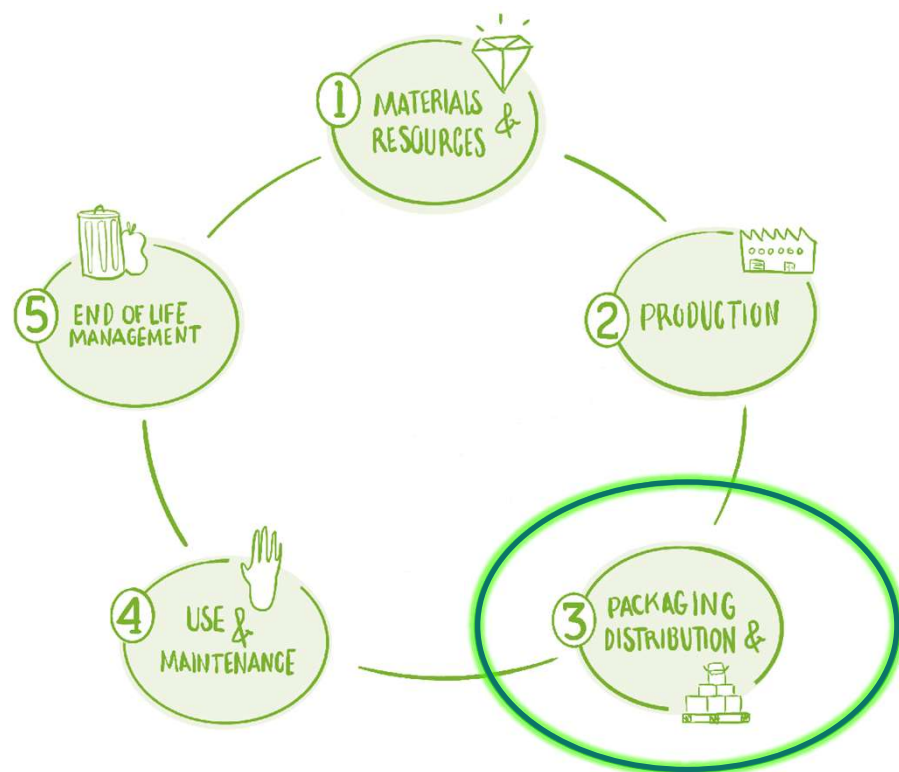 1
MATERIALS &
RESOURCES
2
PRODUCTION
3
PACKAGING
DISTRIBUTION &
4
USE &
MAINTENANCE
5
END OF LIFE
MANAGEMENT